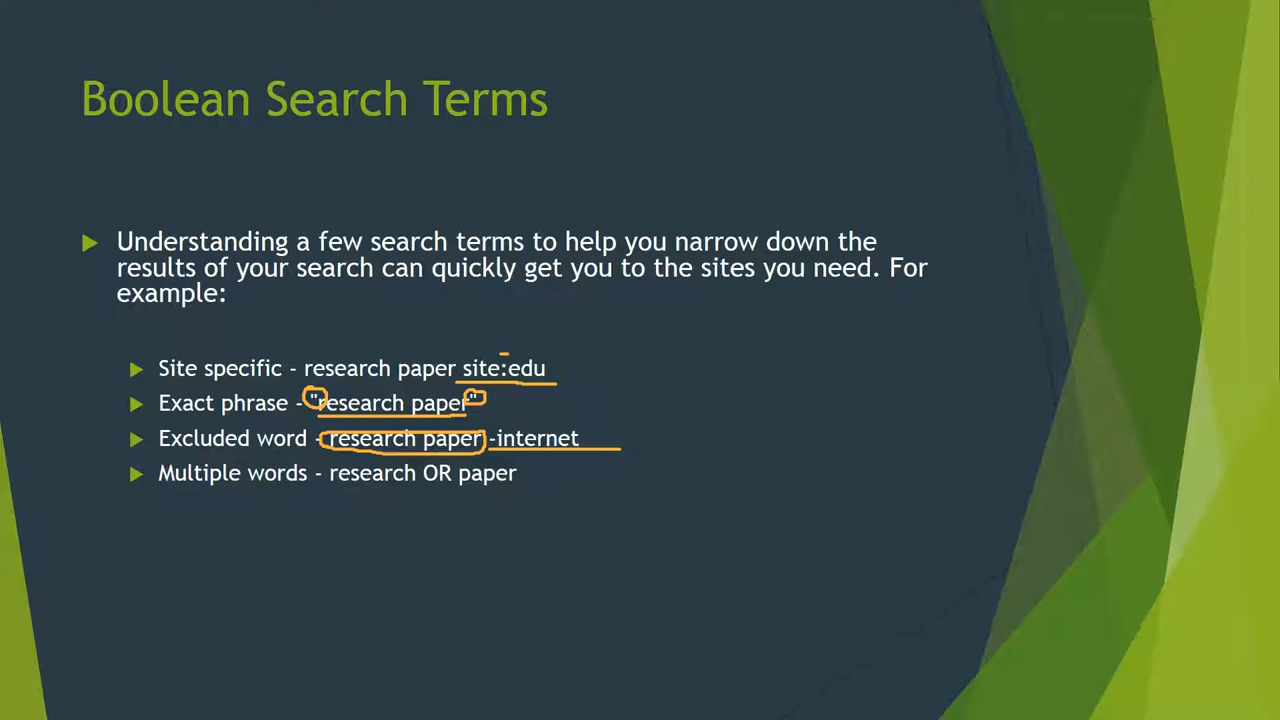 Boolean Search Terms
Understanding a few search terms to help you narrow down the
results of your search can quickly get you to the sites you need. For
example:
Site specific - research paper site:edu
Exact phrase - "research paper"
Excluded word - research paper -internet
Multiple words - research OR paper